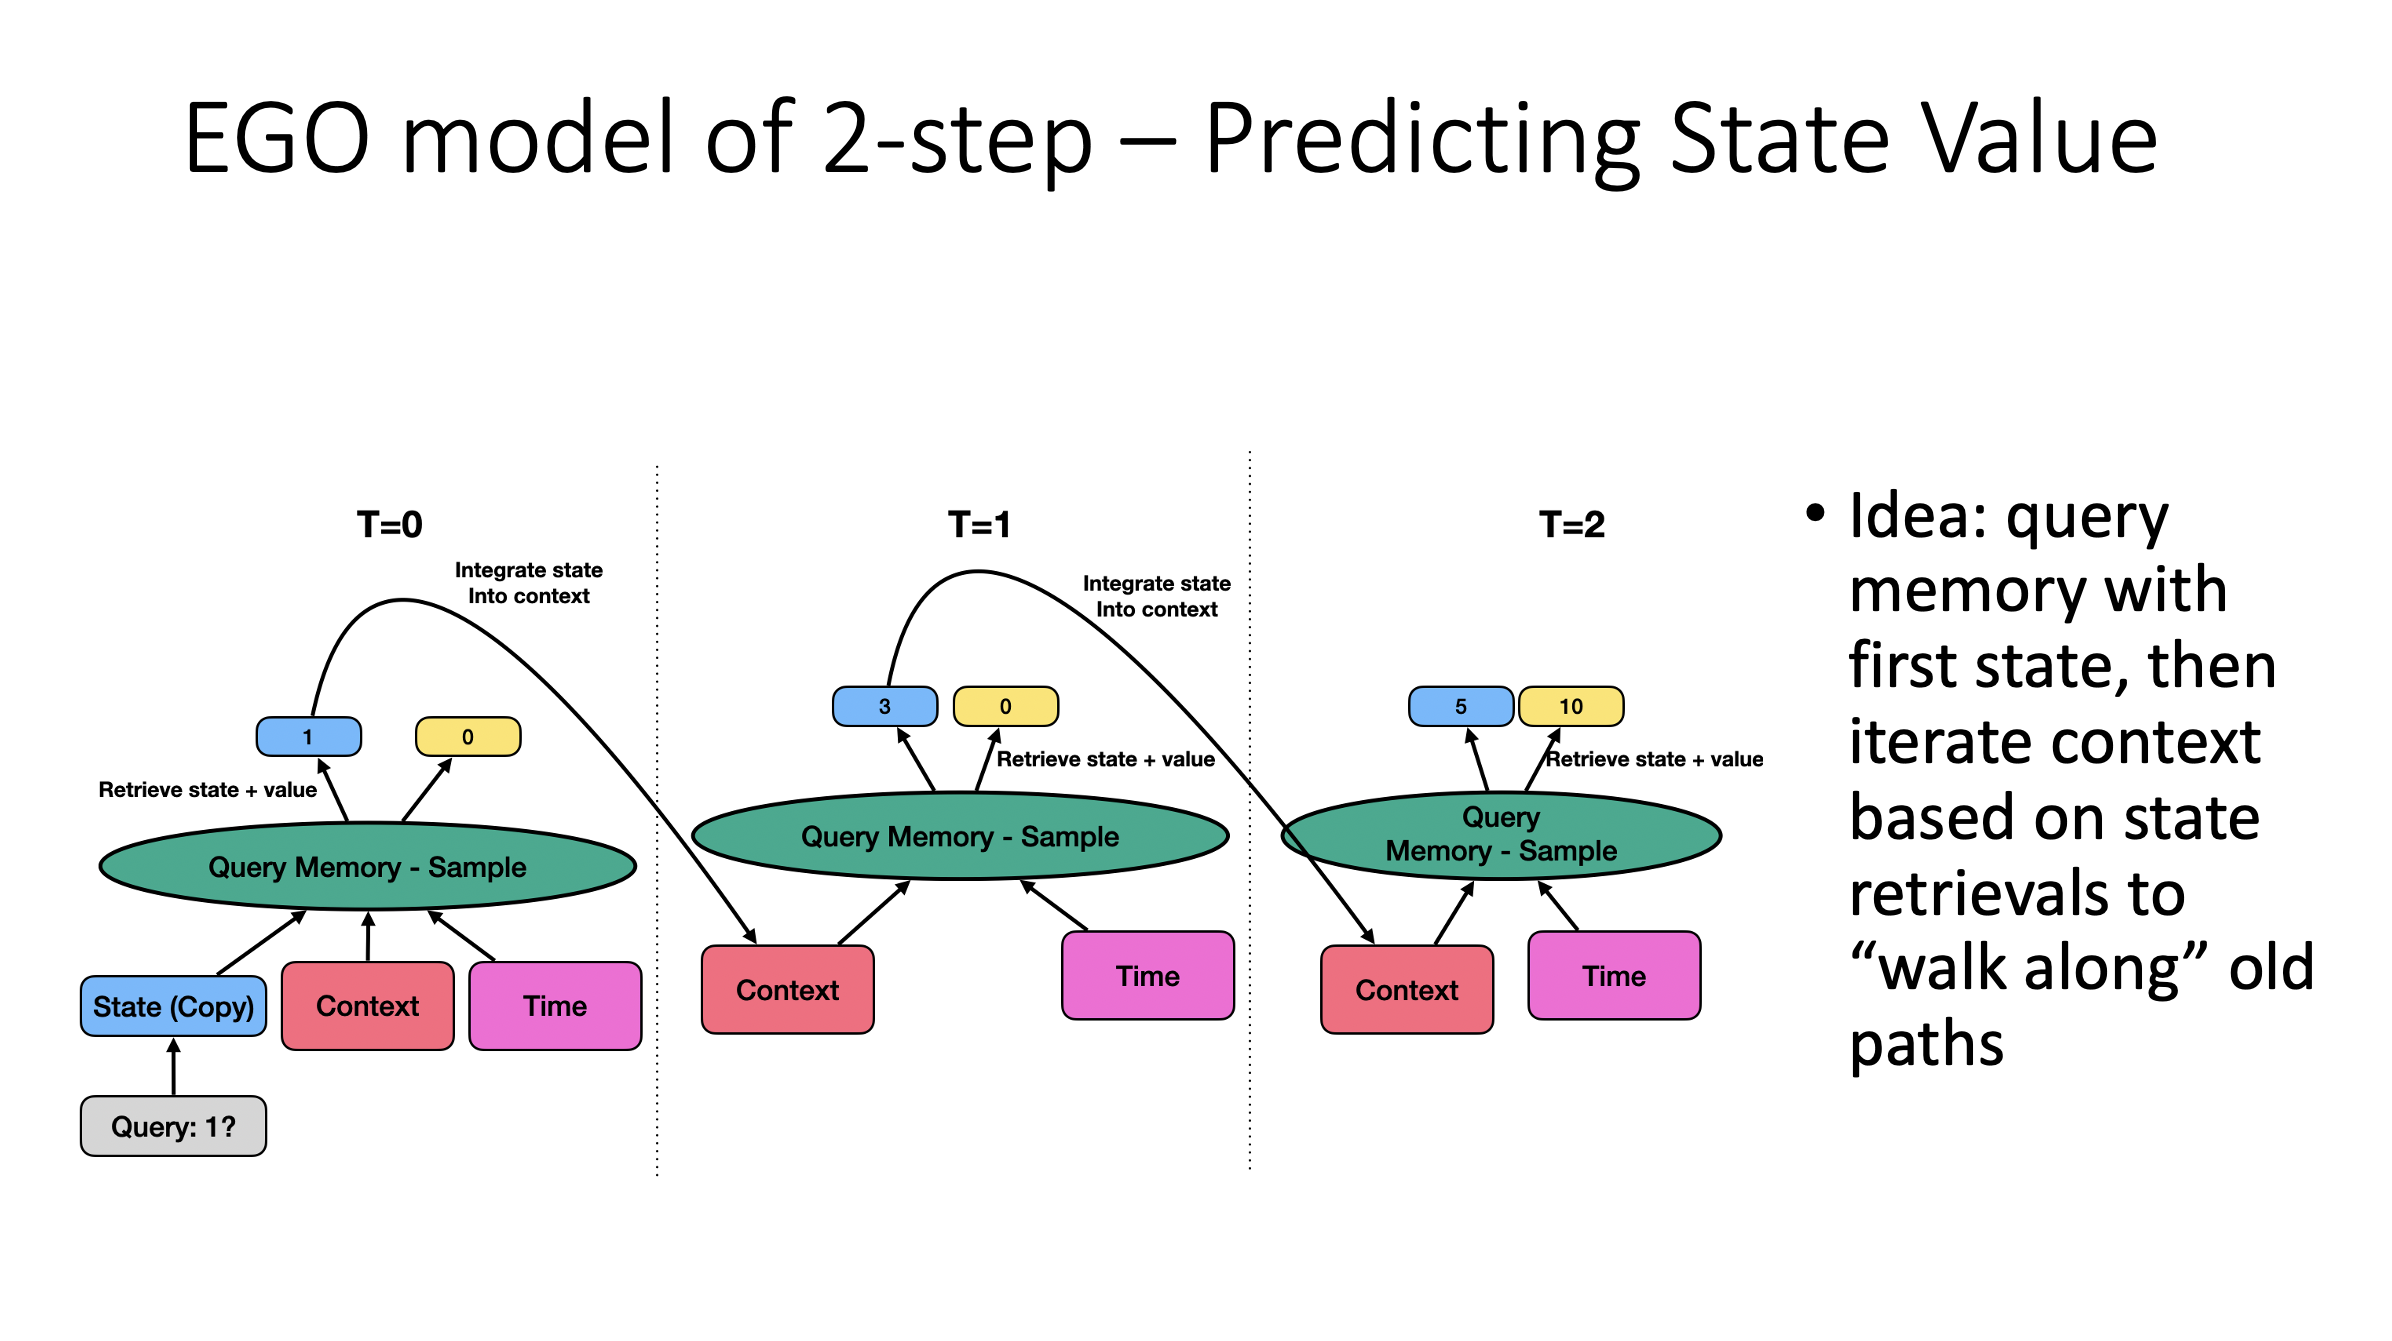 EGO model of 2-step – Predicting State Value
T=0
Integrate state
Into context
1
0
Retrieve state + value
Query Memory - Sample
State (Copy)
Context
Time
Query: 1?
T=1
Integrate state
Into context
3
0
Retrieve state + value
Query Memory - Sample
Context
Time
T=2
5
10
Retrieve state + value
Query
Memory - Sample
Context
Time
• Idea: query
memory with
first state, then
iterate context
based on state
retrievals to
“walk along” old
paths